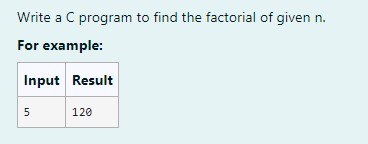 Write a C program to find the factorial of given n.
For example:
Input Result
5 120